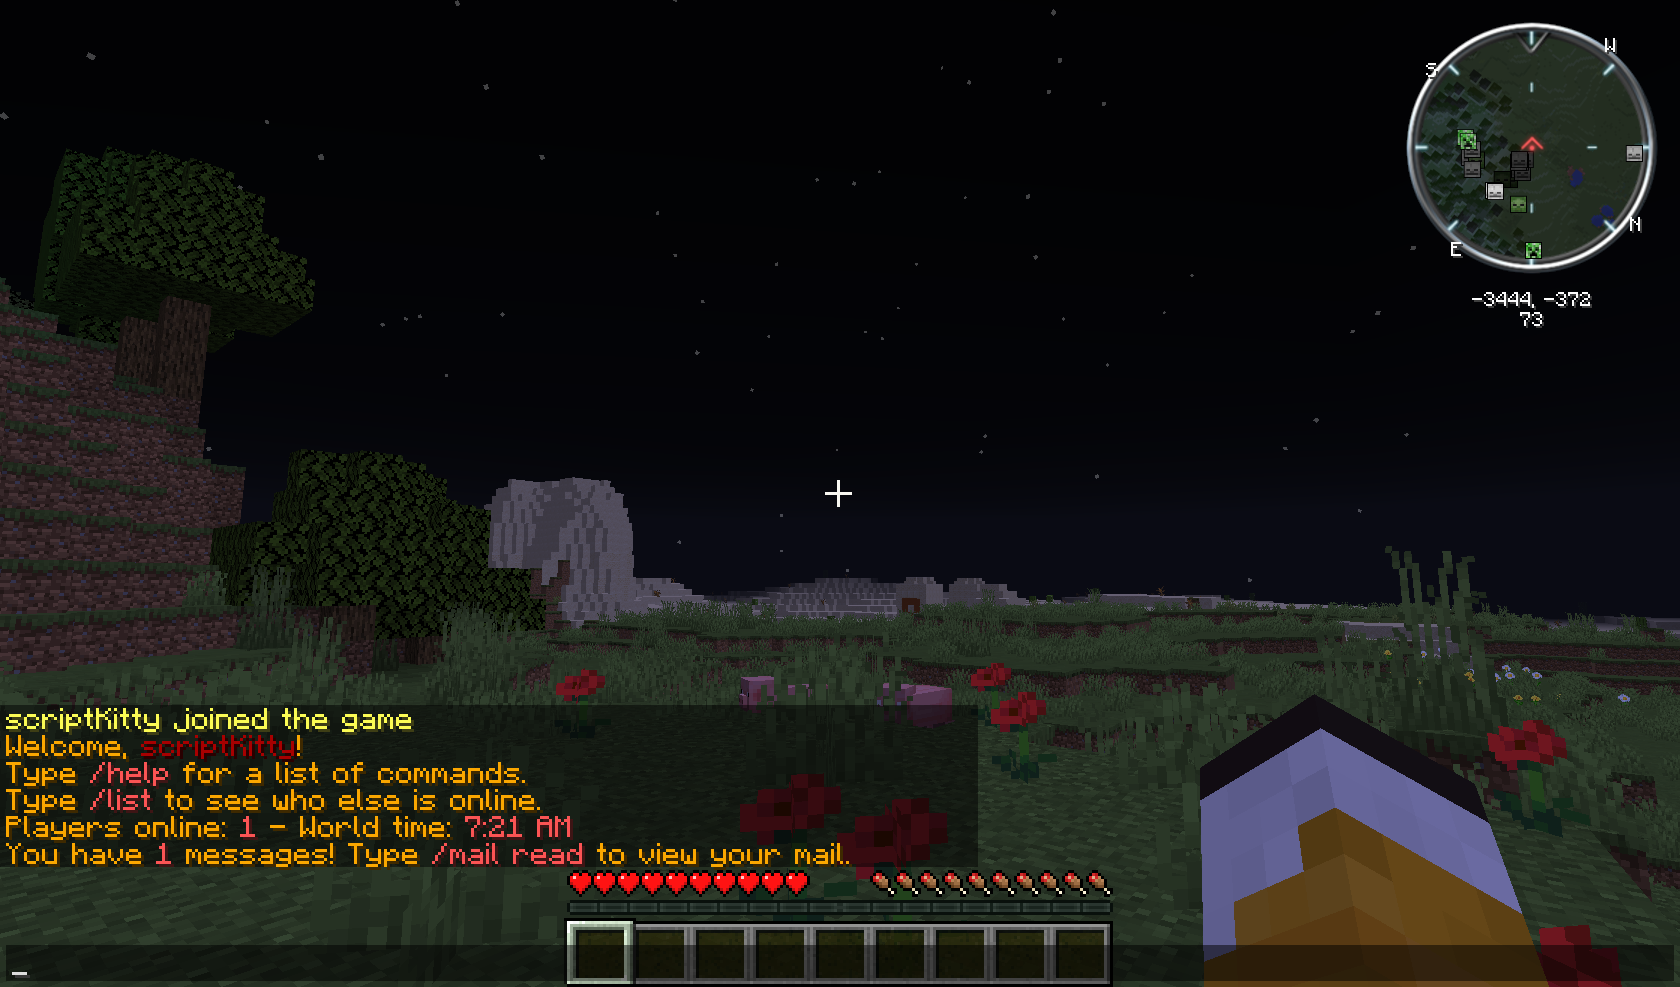 W
S
N
E
-3444, -372
73
scriptKitty joined the game
Welcome, scriptKitty!
Type /help for a list of commands.
Type /list to see who else is online.
Players online: 1 - World time: 7:21 AM
You have 1 messages! Type /mail read to view your mail.
_